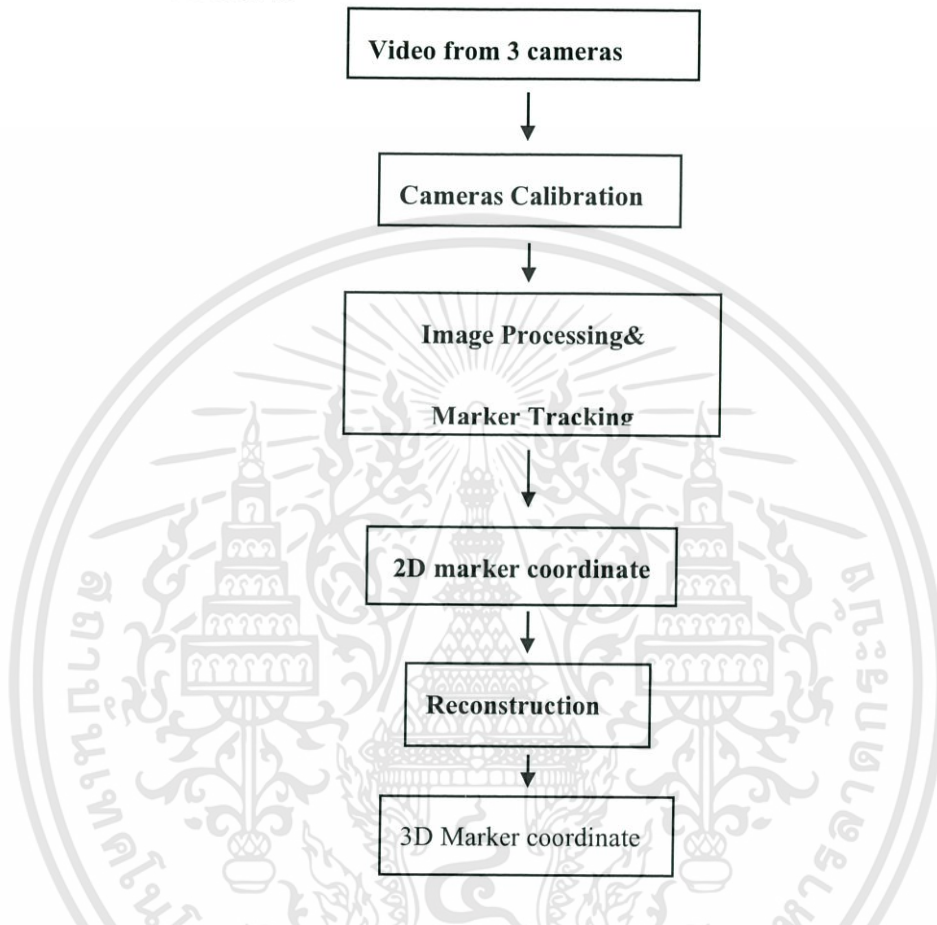 Video from 3 cameras
Cameras Calibration
Image Processing&
Marker Tracking
2D marker coordinate
Reconstruction
3D Marker coordinate